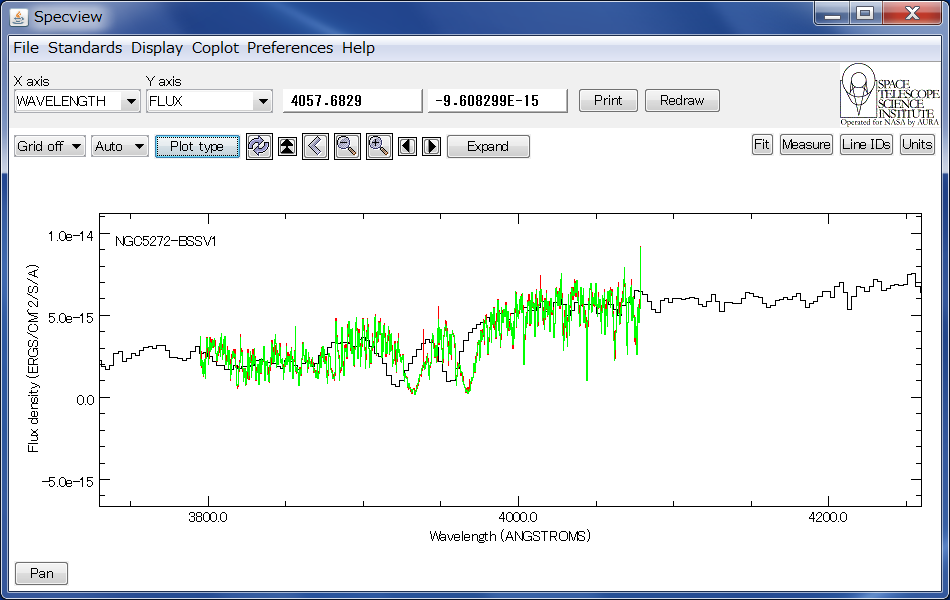 Specview
File Standards Display Coplot Preferences Help
X axis Y axis
WAVELENGTH FLUX 4057.6829 -9.608299E-15 Print Redraw
SPACE
TELESCOPE
SCIENCE
INSTITUTE
Operated for NASA by AURA
Grid off Auto Plot type Expand Fit Measure Line IDs Units
NGC5272-BSSV1
1.0e-14
5.0e-15
0.0
-5.0e-15
Flux density (ERGS/CM^2/S/A)
3800.0 4000.0 4200.0
Wavelength (ANGSTROMS)
Pan